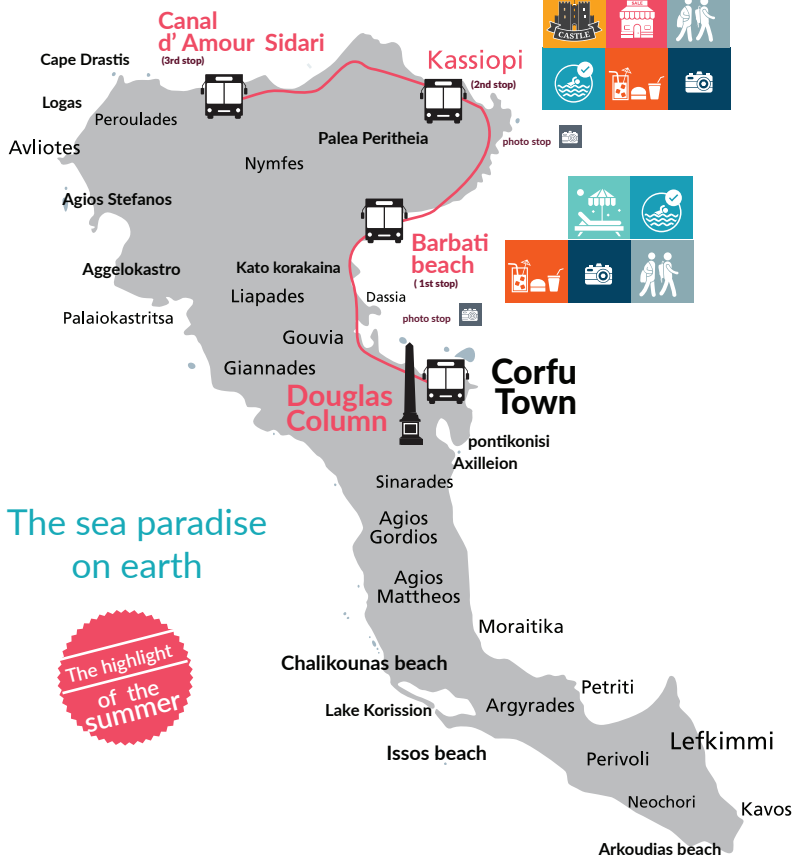 Canal
d' Amour Sidari
(3rd stop)
Cape Drastis
Kassiopi
(2nd stop)
CASTLE
SALE
Logas
Peroulades
Avliotes
Palea Peritheia
photo stop
Nymfes
Agios Stefanos
Barbati
beach
( 1st stop)
Aggelokastro
Kato korakaina
Liapades
Dassia
Palaiokastritsa
photo stop
Gouvia
Giannades
Corfu
Town
Douglas
Column
pontikonisi
Axilleion
Sinarades
The sea paradise
on earth
Agios
Gordios
Agios
Mattheos
The highlight
of the
summer
Moraitika
Chalikounas beach
Petriti
Lake Korission
Argyrades
Lefkimmi
Issos beach
Perivoli
Neochori
Kavos
Arkoudias beach